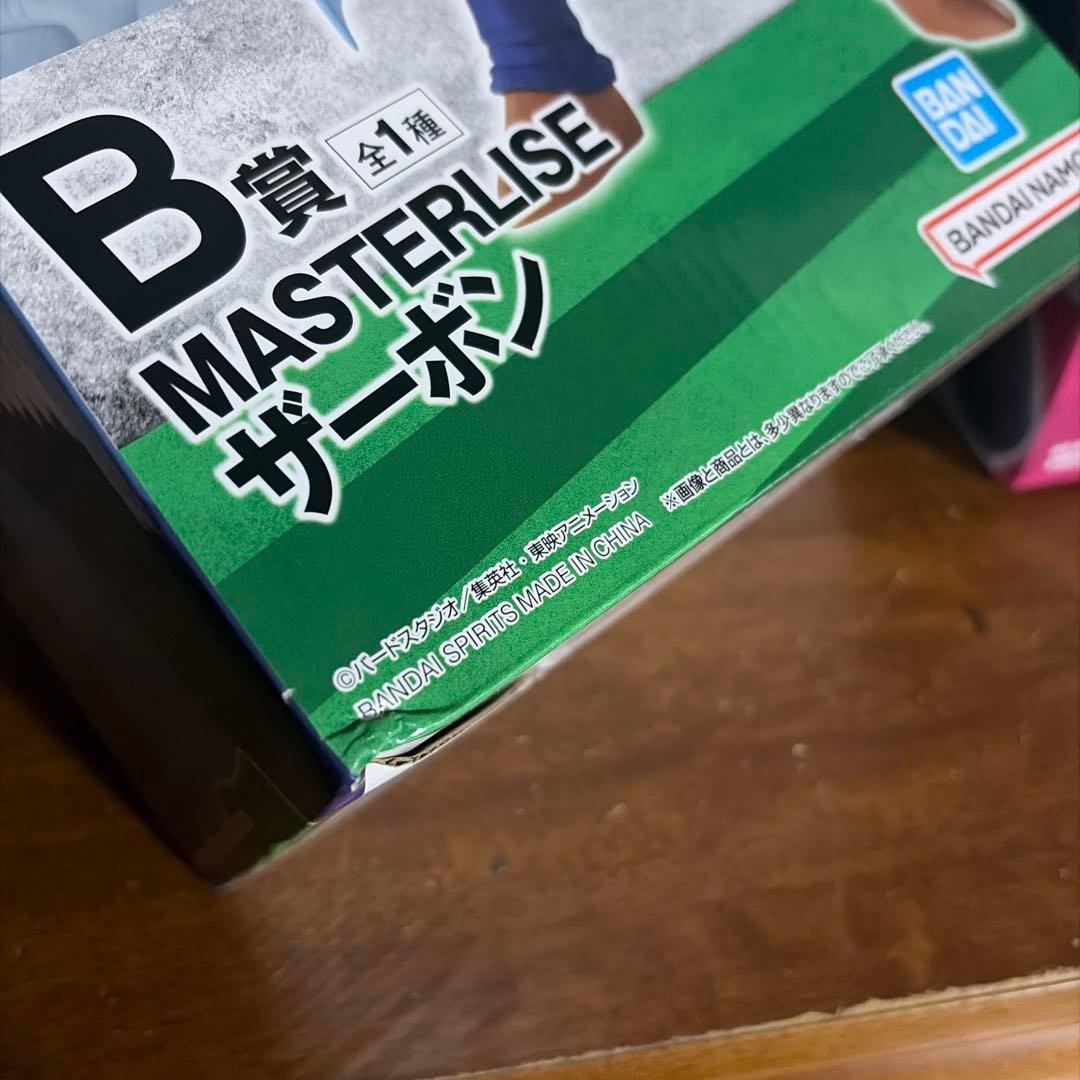 B賞 全1種
MASTERLISE
ザーボン
BAN
DAI
BANDAI NAMC
©バードスタジオ/集英社・東映アニメーション
BANDAI SPIRITS MADE IN CHINA ※画像と商品とは、多少異なりますのでご了承ください。